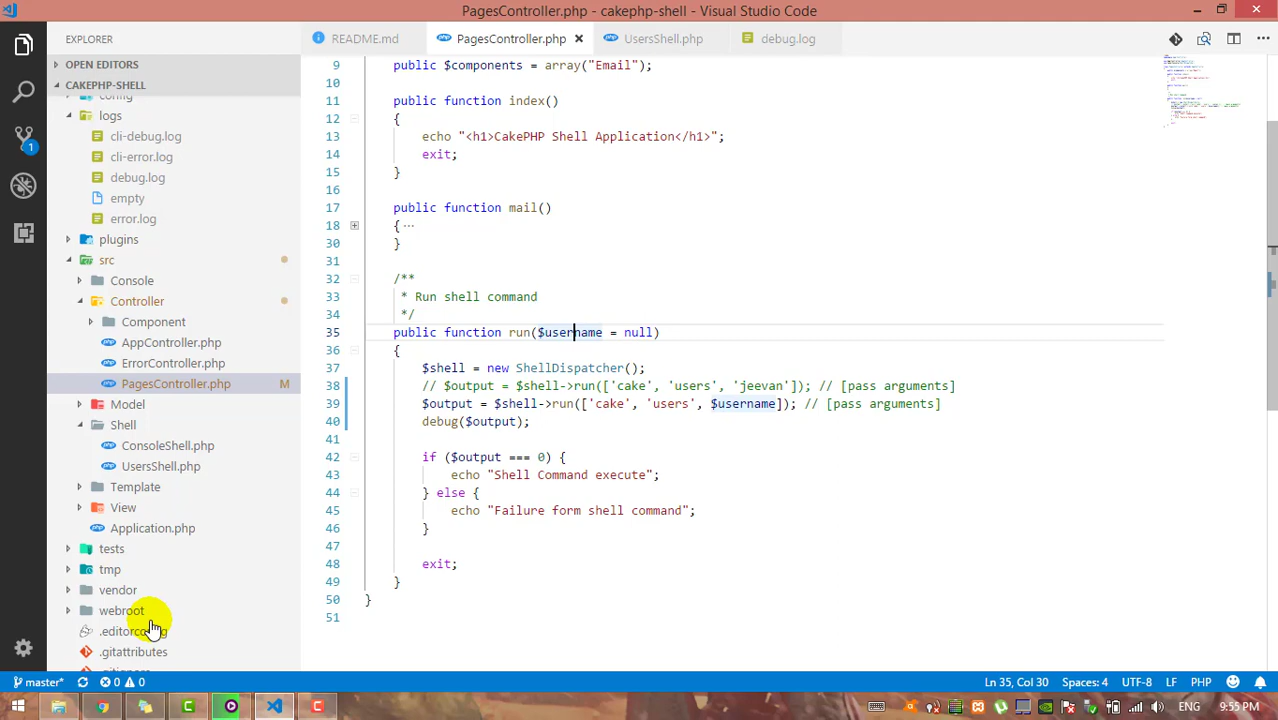 PagesController.php - cakephp-shell - Visual Studio Code
EXPLORER
README.md
PagesController.php
UsersShell.php
debug.log
OPEN EDITORS
CAKEPHP-SHELL
config
logs
cli-debug.log
cli-error.log
debug.log
empty
error.log
plugins
src
Console
Controller
Component
AppController.php
ErrorController.php
PagesController.php M
Model
Shell
ConsoleShell.php
UsersShell.php
Template
View
Application.php
tests
tmp
vendor
webroot
.gitattributes
1
9 public $components = array("Email");
10
11 public function index()
12 {
13 echo "<h1>CakePHP Shell Application</h1>";
14 exit;
15 }
16
17 public function mail()
18 {···
30 }
31
32 /**
33 * Run shell command
34 */
35 public function run($username = null)
36 {
37 $shell = new ShellDispatcher();
38 // $output = $shell->run(['cake', 'users', 'jeevan']); // [pass arguments]
39 $output = $shell->run(['cake', 'users', $username]); // [pass arguments]
40 debug($output);
41
42 if ($output === 0) {
43 echo "Shell Command execute";
44 } else {
45 echo "Failure form shell command";
46 }
47
48 exit;
49 }
50 }
51
master* 0 0 Ln 35, Col 30 Spaces: 4 UTF-8 LF PHP
ENG 9:55 PM